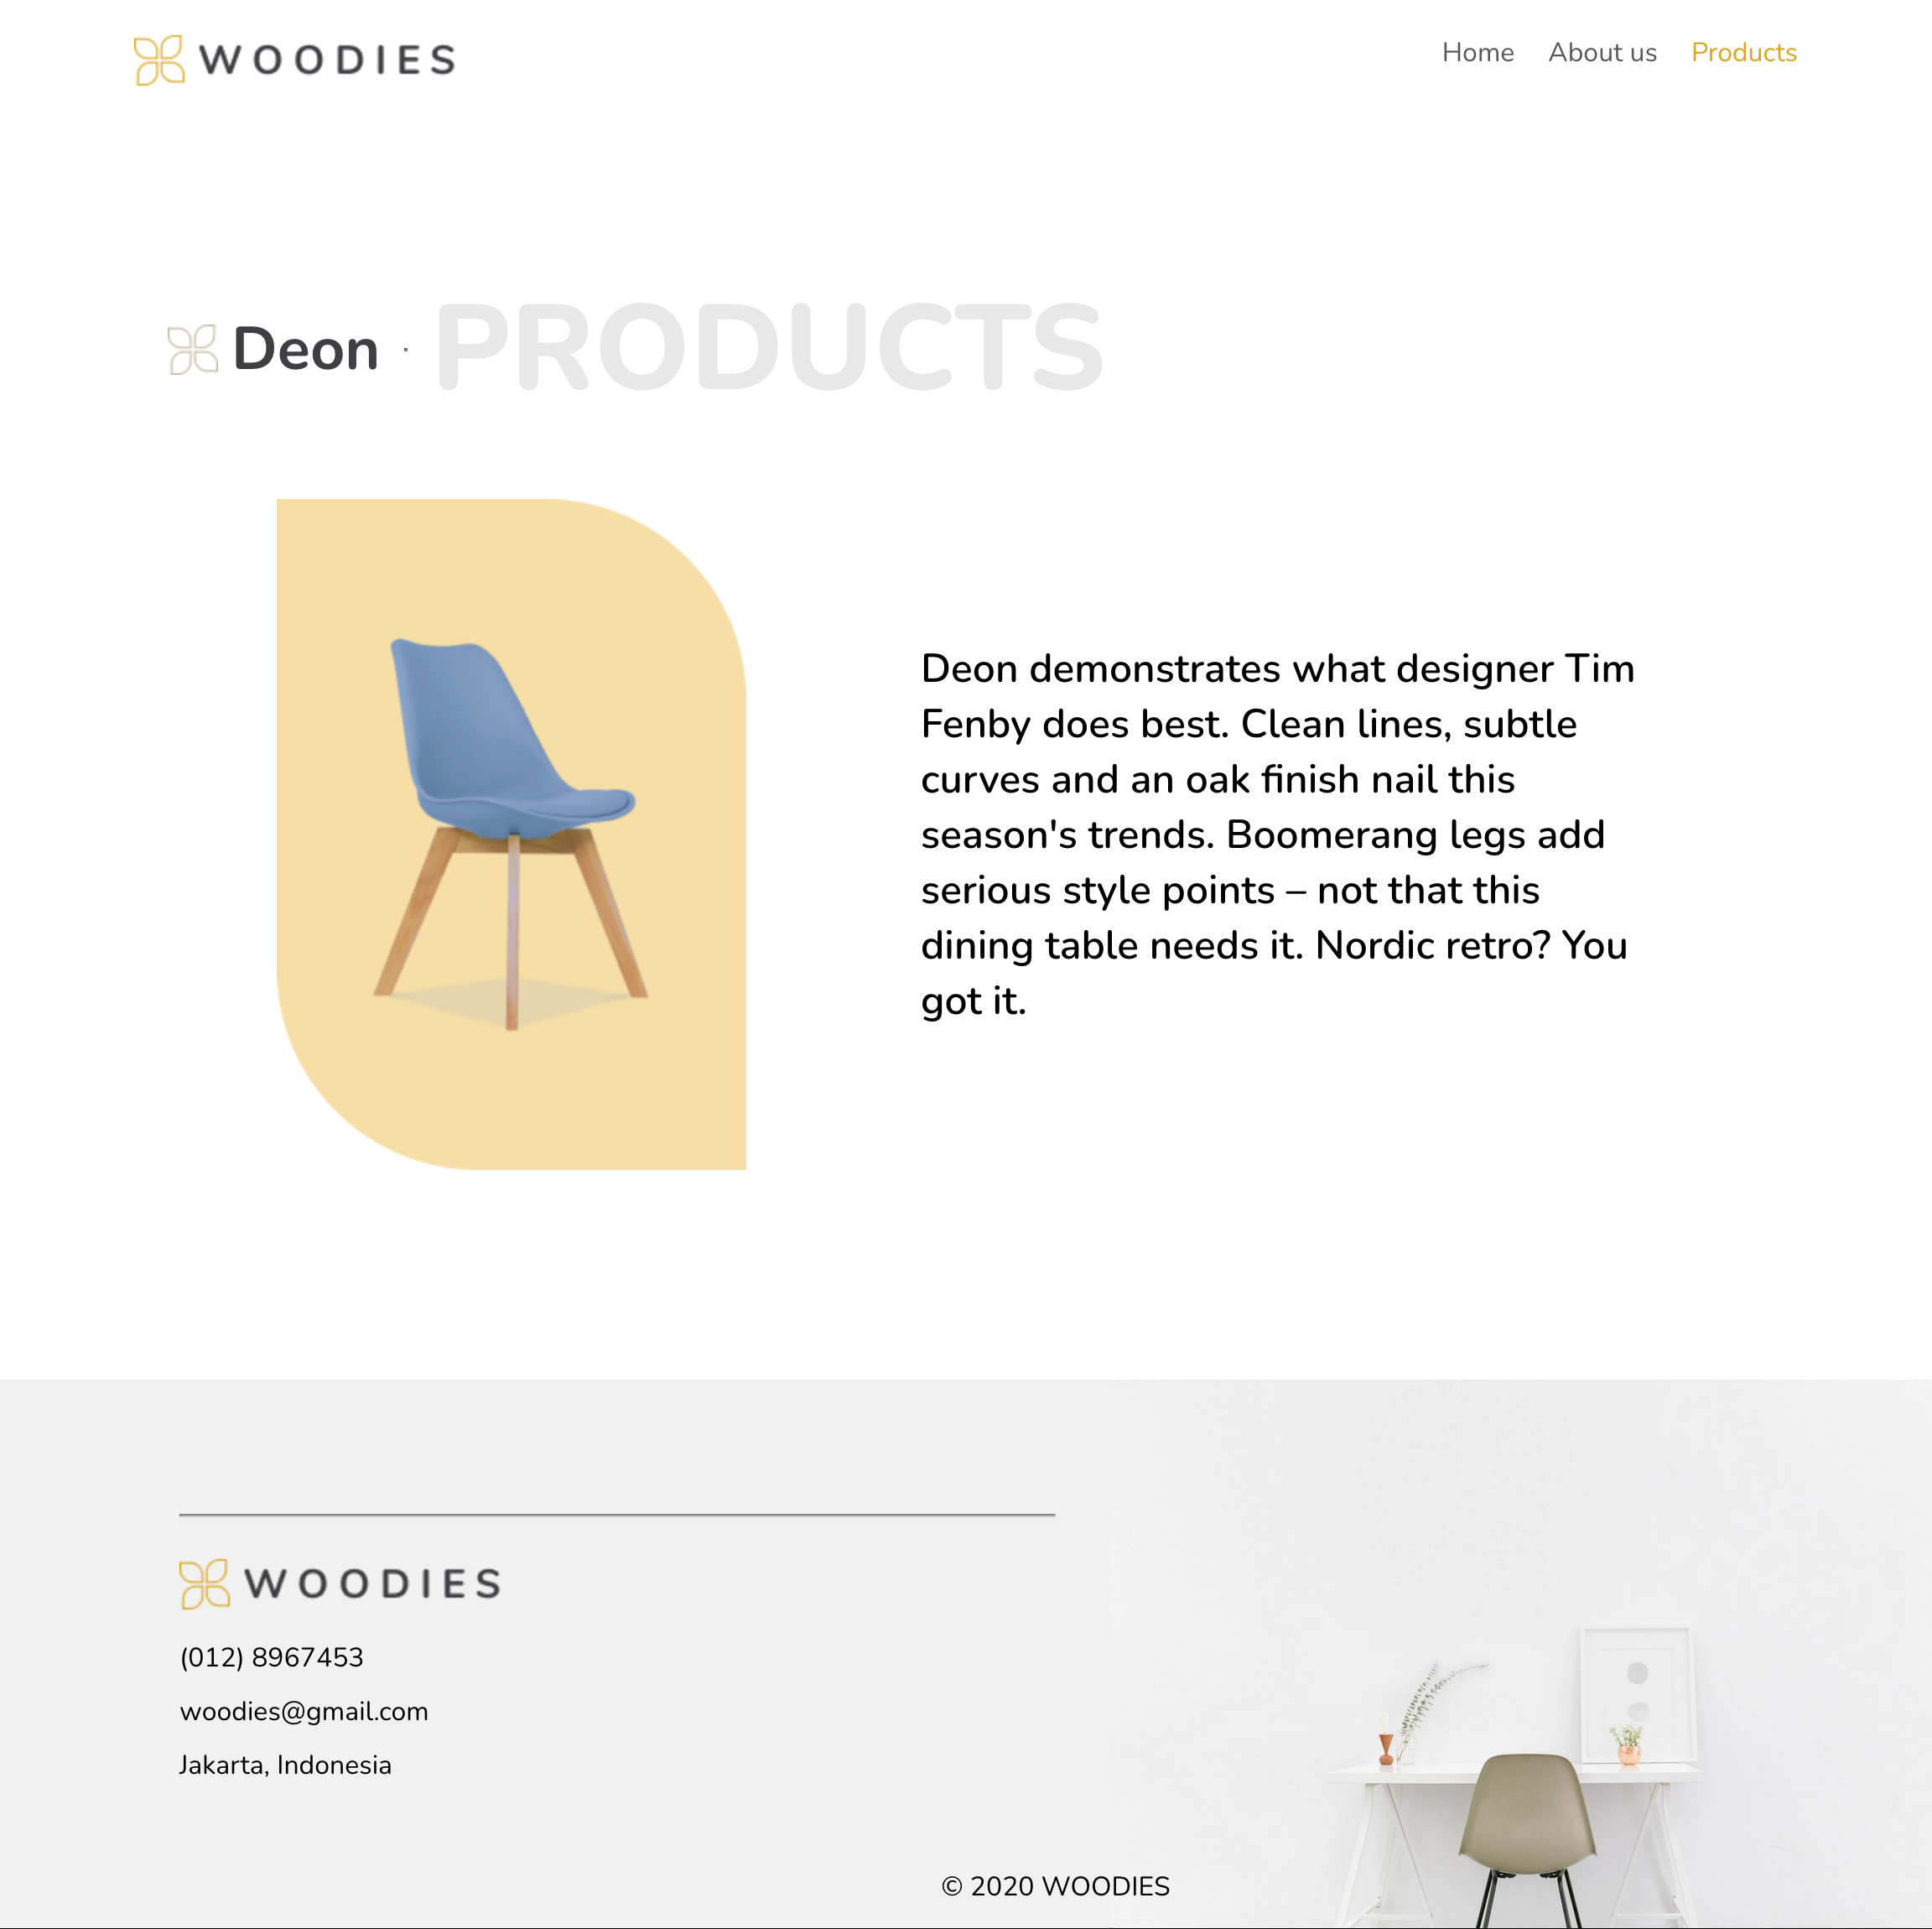 WOODIES
Home About us Products
Deon · PRODUCTS
Deon demonstrates what designer Tim
Fenby does best. Clean lines, subtle
curves and an oak finish nail this
season's trends. Boomerang legs add
serious style points – not that this
dining table needs it. Nordic retro? You
got it.
WOODIES
(012) 8967453
woodies@gmail.com
Jakarta, Indonesia
© 2020 WOODIES